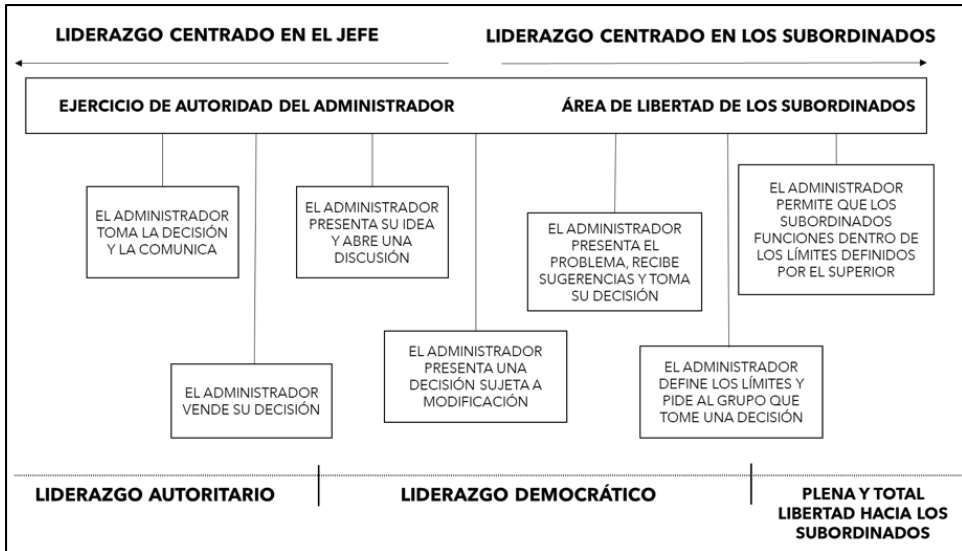 LIDERAZGO CENTRADO EN EL JEFE
LIDERAZGO CENTRADO EN LOS SUBORDINADOS
EJERCICIO DE AUTORIDAD DEL ADMINISTRADOR
ÁREA DE LIBERTAD DE LOS SUBORDINADOS
EL ADMINISTRADOR
TOMA LA DECISIÓN
Y LA COMUNICA
EL ADMINISTRADOR
VENDE SU DECISIÓN
EL ADMINISTRADOR
PRESENTA SU IDEA
Y ABRE UNA
DISCUSIÓN
EL ADMINISTRADOR
PRESENTA UNA
DECISIÓN SUJETA A
MODIFICACIÓN
EL ADMINISTRADOR
PRESENTA EL
PROBLEMA, RECIBE
SUGERENCIAS Y TOMA
SU DECISIÓN
EL ADMINISTRADOR
DEFINE LOS LÍMITES Y
PIDE AL GRUPO QUE
TOME UNA DECISIÓN
EL ADMINISTRADOR
PERMITE QUE LOS
SUBORDINADOS
FUNCIONES DENTRO DE
LOS LÍMITES DEFINIDOS
POR EL SUPERIOR
LIDERAZGO AUTORITARIO
LIDERAZGO DEMOCRÁTICO
PLENA Y TOTAL
LIBERTAD HACIA LOS
SUBORDINADOS